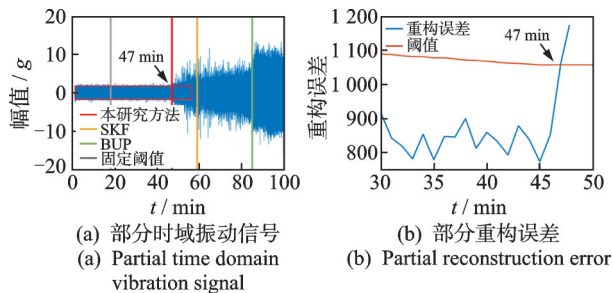 20
10
0
−10
−20
幅值 / g
47 min
本研究方法
SKF
BUP
固定阈值
0 20 40 60 80 100
t / min
(a) 部分时域振动信号
(a) Partial time domain
vibration signal
1 100
1 000
900
800
重构误差
重构误差
阈值
47 min
30 35 40 45 50
t / min
(b) 部分重构误差
(b) Partial reconstruction error